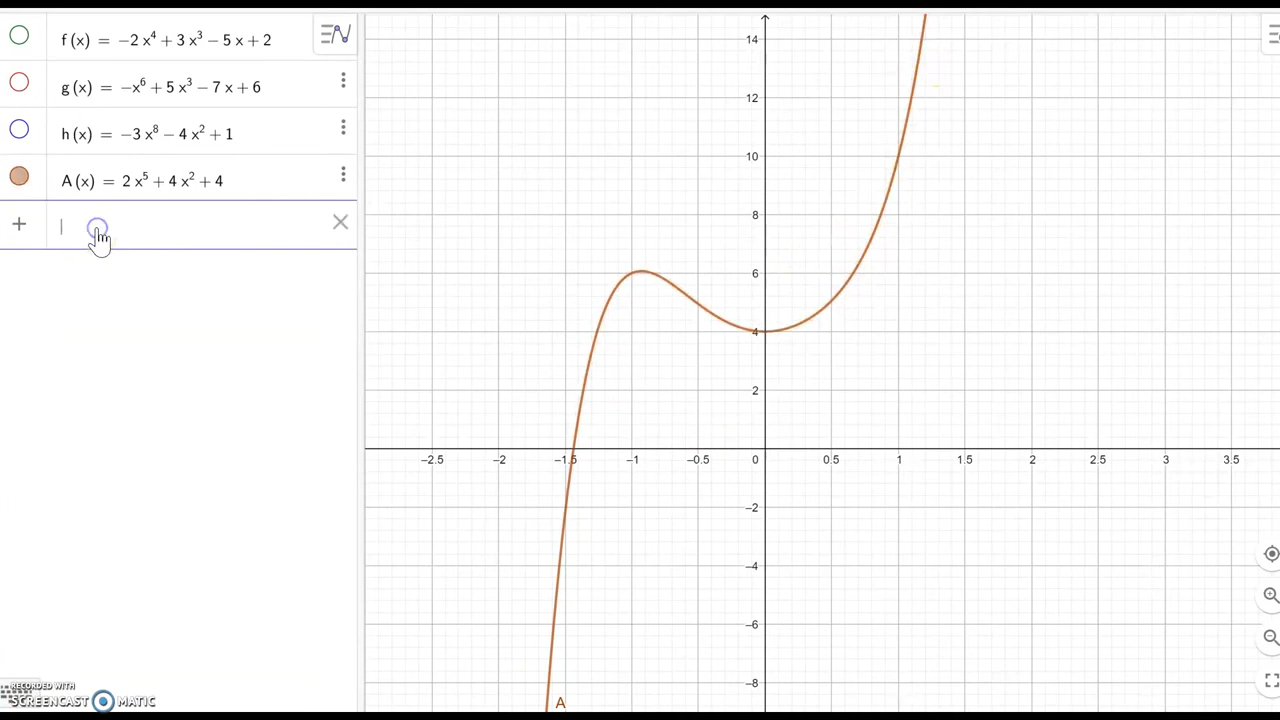 f(x) = −2x⁴ + 3x³ − 5x + 2
g(x) = −x⁶ + 5x³ − 7x + 6
h(x) = −3x⁸ − 4x² + 1
A(x) = 2x⁵ + 4x² + 4
14
12
10
8
6
4
2
−2.5 −2 −1.5 −1 −0.5 0 0.5 1 1.5 2 2.5 3 3.5
−2
−4
−6
−8
A
RECORDED WITH
SCREENCAST MATIC